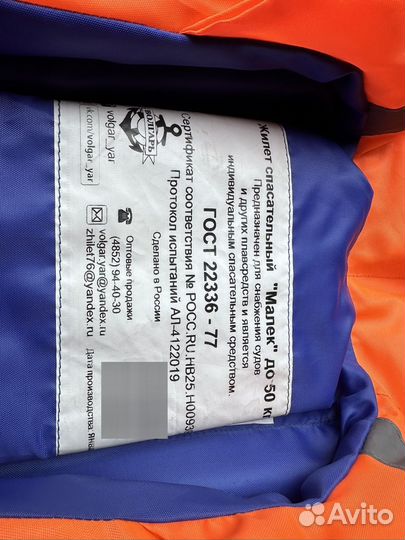 Жилет спасательный "Малек" до 50 кг
Предназначен для снабжения судов
и других плавсредств и является
индивидуальным спасательным средством.
ГОСТ 22336 - 77
Сертификат соответствия № РОСС.RU.НВ25.Н0093
Протокол испытаний АЛ-4122019
Сделано в России
ВОЛГАРЬ
volgar_yar
vk.com/volgar_yar
Оптовые продажи
(4852) 94-40-30
volgar.yar@yandex.ru
zhilet76@yandex.ru
Дата производства
Avito